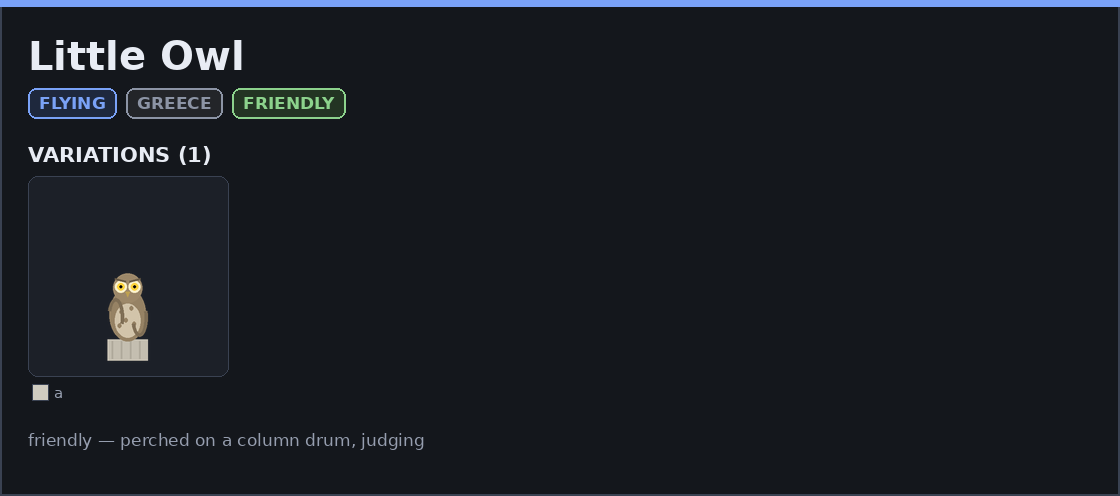 Little Owl
FLYING GREECE FRIENDLY
VARIATIONS (1)
a
friendly — perched on a column drum, judging